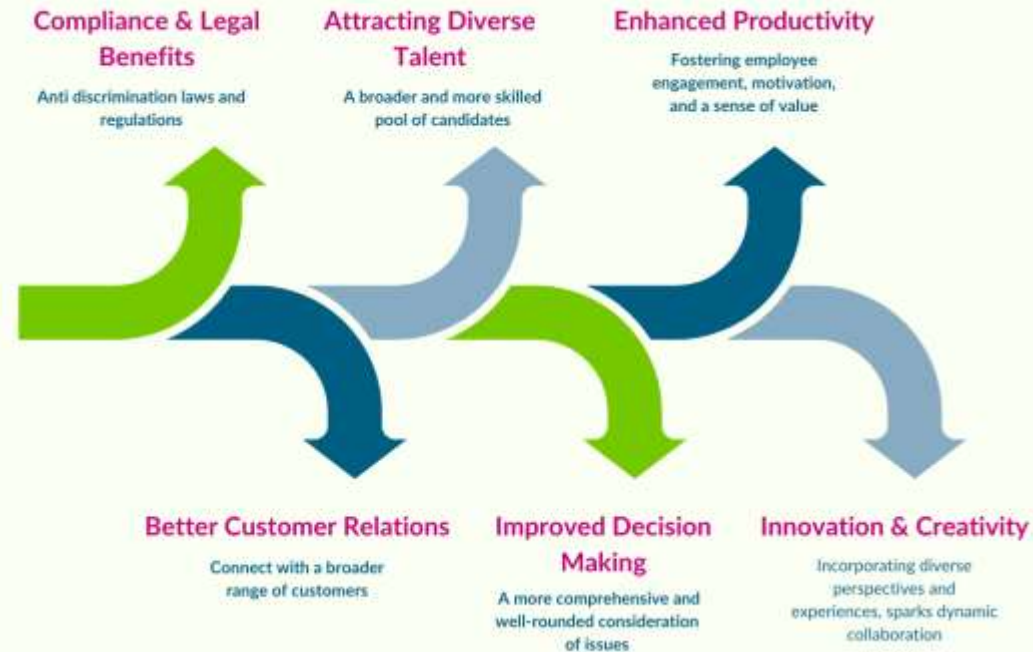 Compliance & Legal
Benefits
Anti discrimination laws and
regulations
Attracting Diverse
Talent
A broader and more skilled
pool of candidates
Enhanced Productivity
Fostering employee
engagement, motivation,
and a sense of value
Better Customer Relations
Connect with a broader
range of customers
Improved Decision
Making
A more comprehensive and
well-rounded consideration
of issues
Innovation & Creativity
Incorporating diverse
perspectives and
experiences, sparks dynamic
collaboration